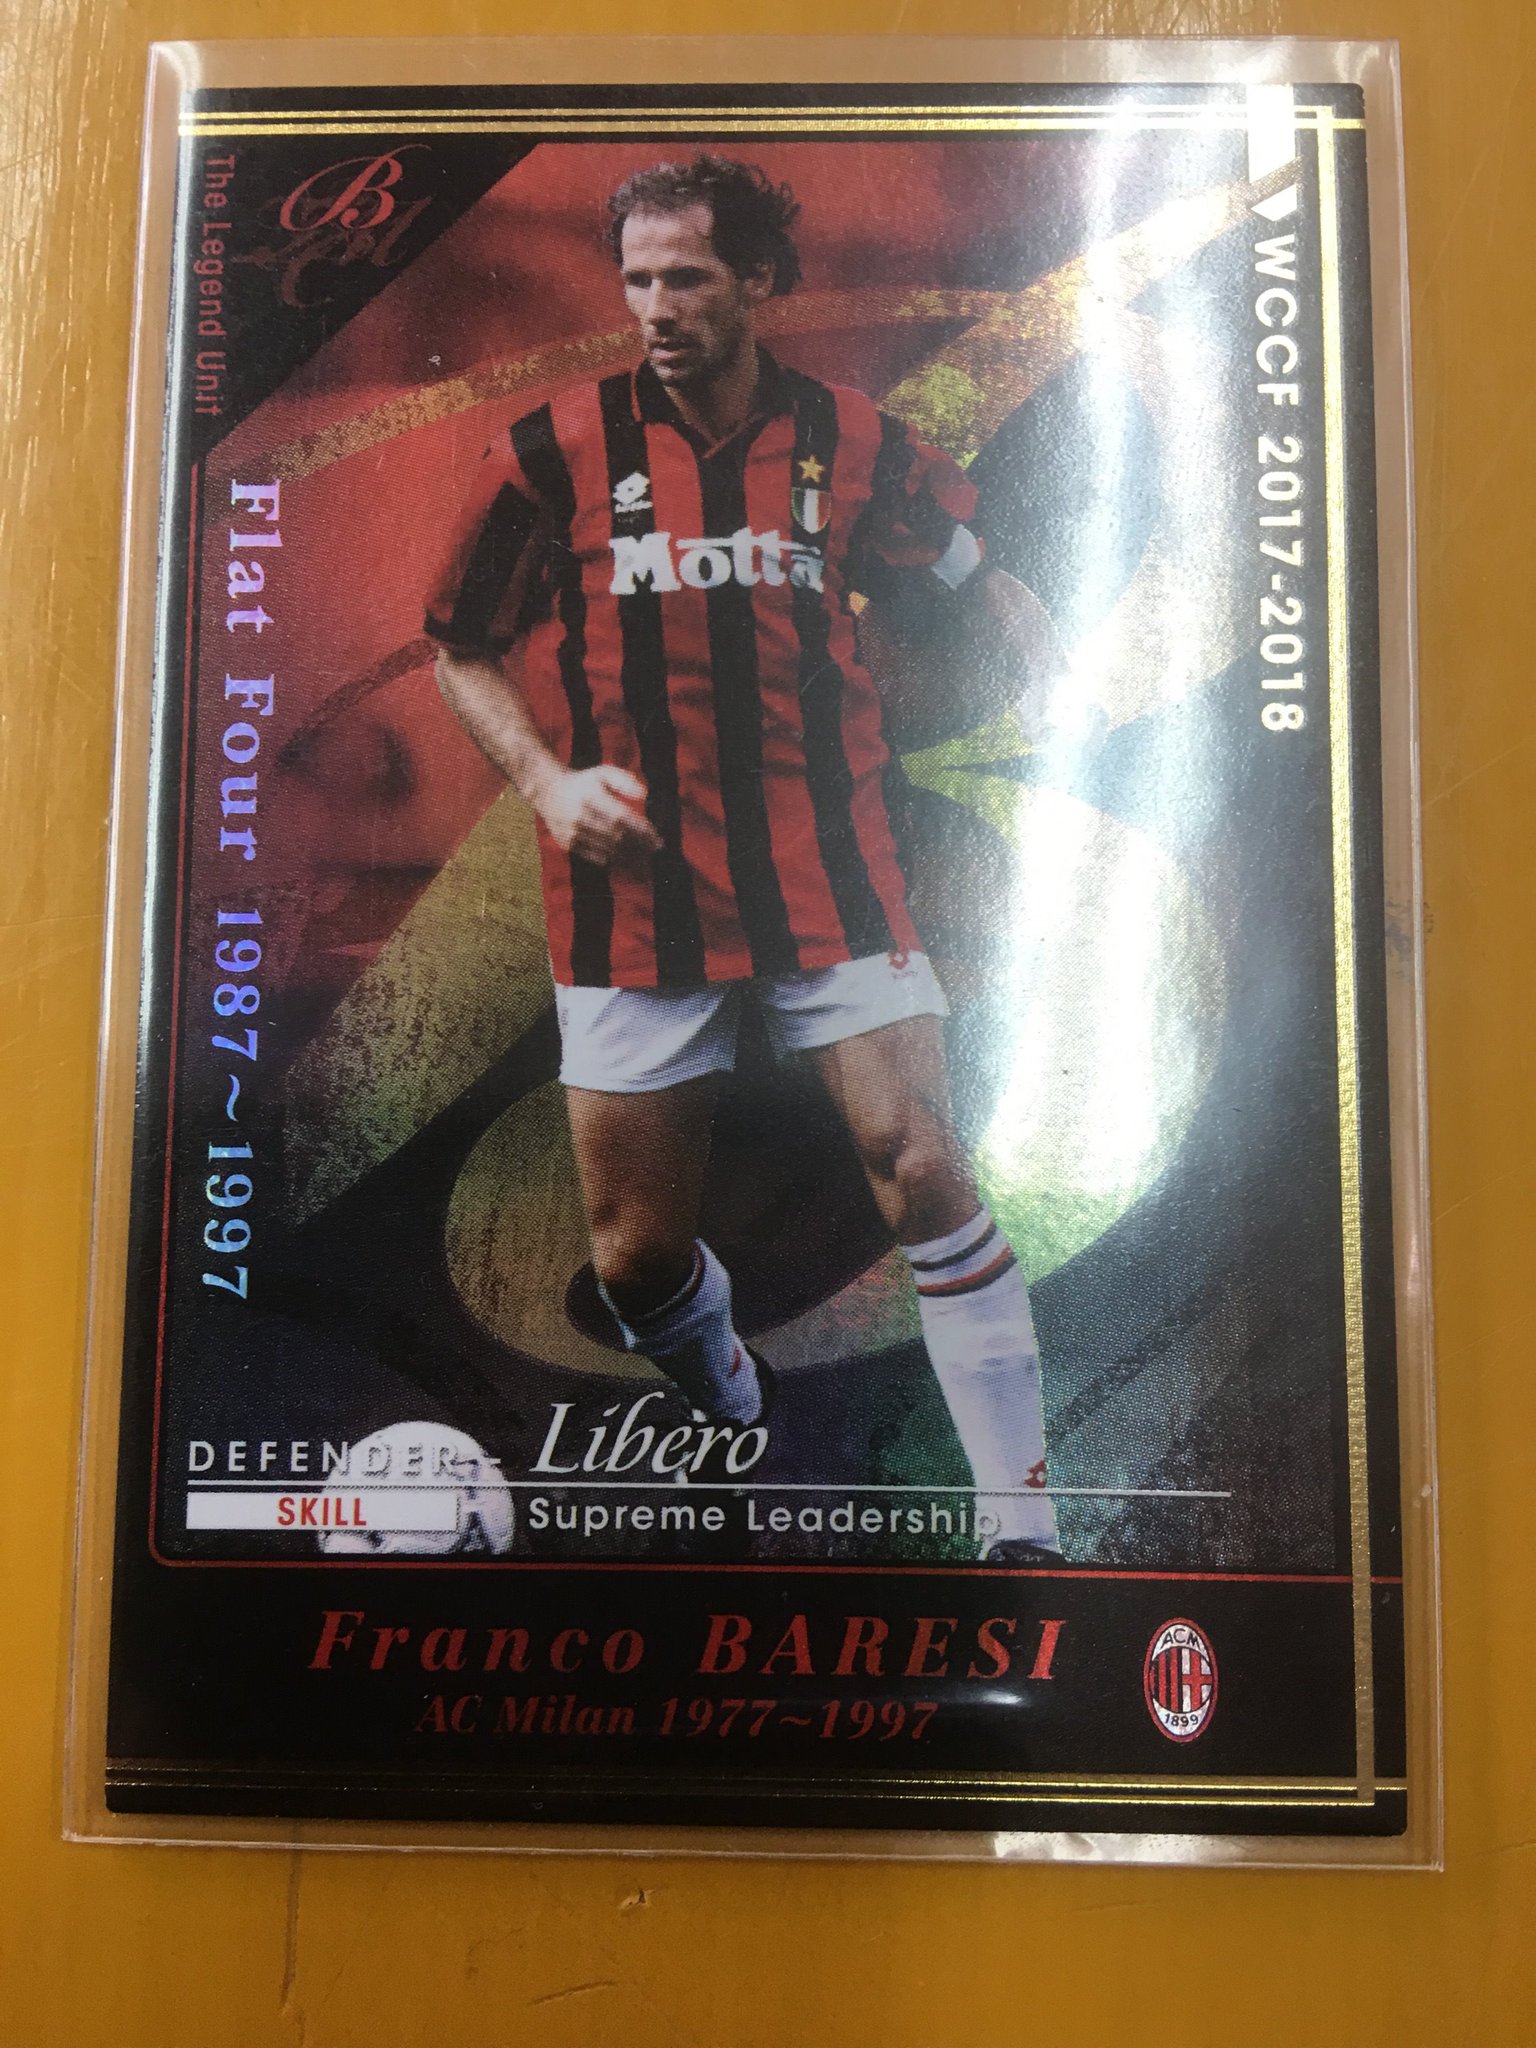 B
The Legend Unit
WCCF 2017-2018
Flat Four 1987~1997
Motta
DEFENDER - Libero
SKILL
Supreme Leadership
Franco BARESI
AC Milan 1977~1997
ACM
1899